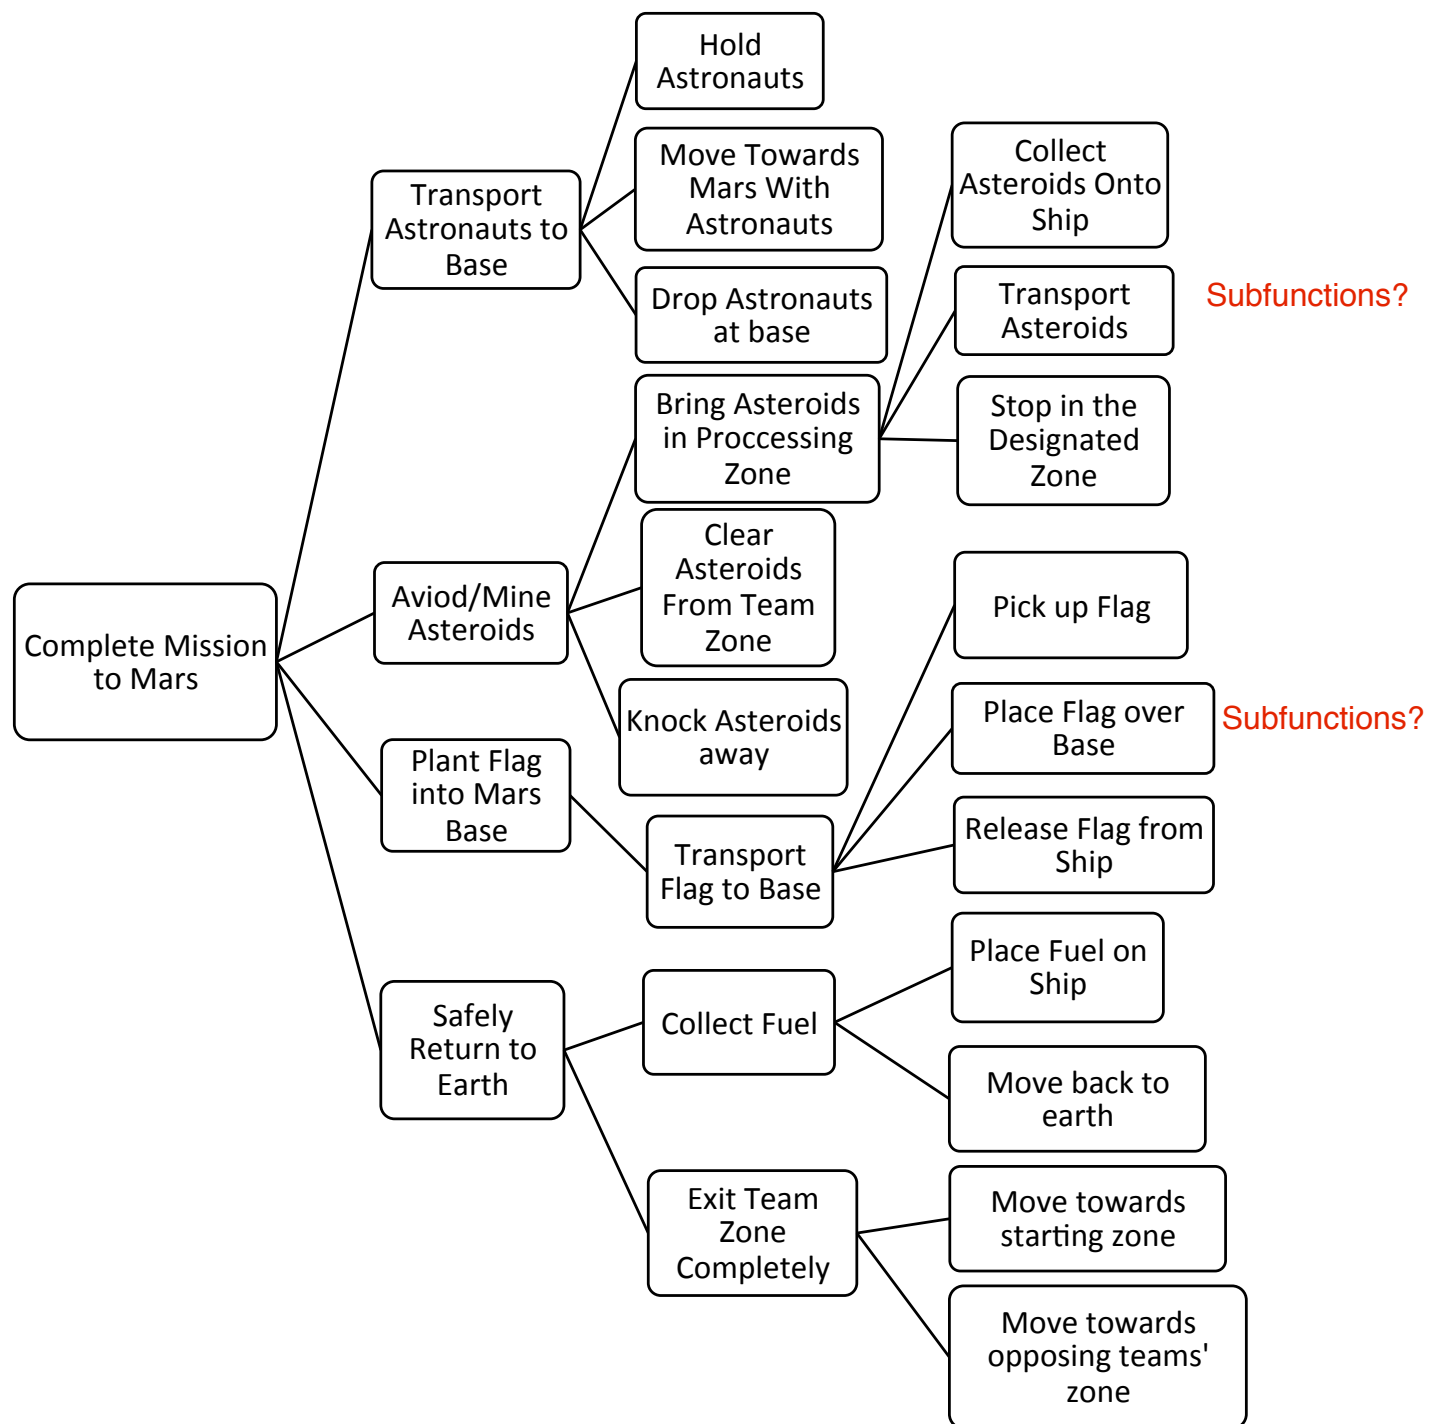 Complete Mission
to Mars
Transport
Astronauts to
Base
Hold
Astronauts
Move Towards
Mars With
Astronauts
Drop Astronauts
at base
Aviod/Mine
Asteroids
Bring Asteroids
in Proccessing
Zone
Collect
Asteroids Onto
Ship
Transport
Asteroids
Subfunctions?
Stop in the
Designated
Zone
Clear
Asteroids
From Team
Zone
Knock Asteroids
away
Plant Flag
into Mars
Base
Transport
Flag to Base
Pick up Flag
Place Flag over
Base
Subfunctions?
Release Flag from
Ship
Safely
Return to
Earth
Collect Fuel
Place Fuel on
Ship
Move back to
earth
Exit Team
Zone
Completely
Move towards
starting zone
Move towards
opposing teams'
zone